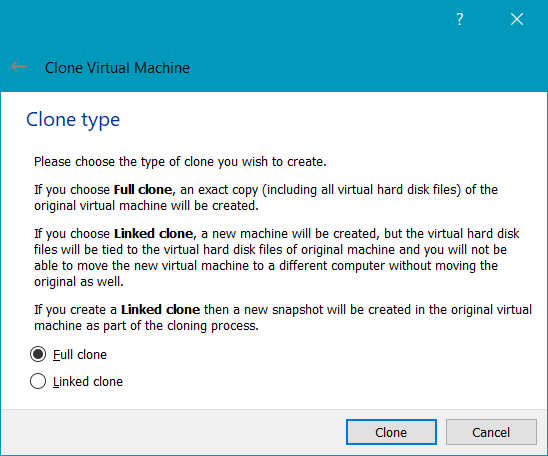 ?
Clone Virtual Machine
Clone type
Please choose the type of clone you wish to create.
If you choose Full clone, an exact copy (including all virtual hard disk files) of the
original virtual machine will be created.
If you choose Linked clone, a new machine will be created, but the virtual hard disk
files will be tied to the virtual hard disk files of original machine and you will not be
able to move the new virtual machine to a different computer without moving the
original as well.
If you create a Linked clone then a new snapshot will be created in the original virtual
machine as part of the cloning process.
Full clone
Linked clone
Clone Cancel